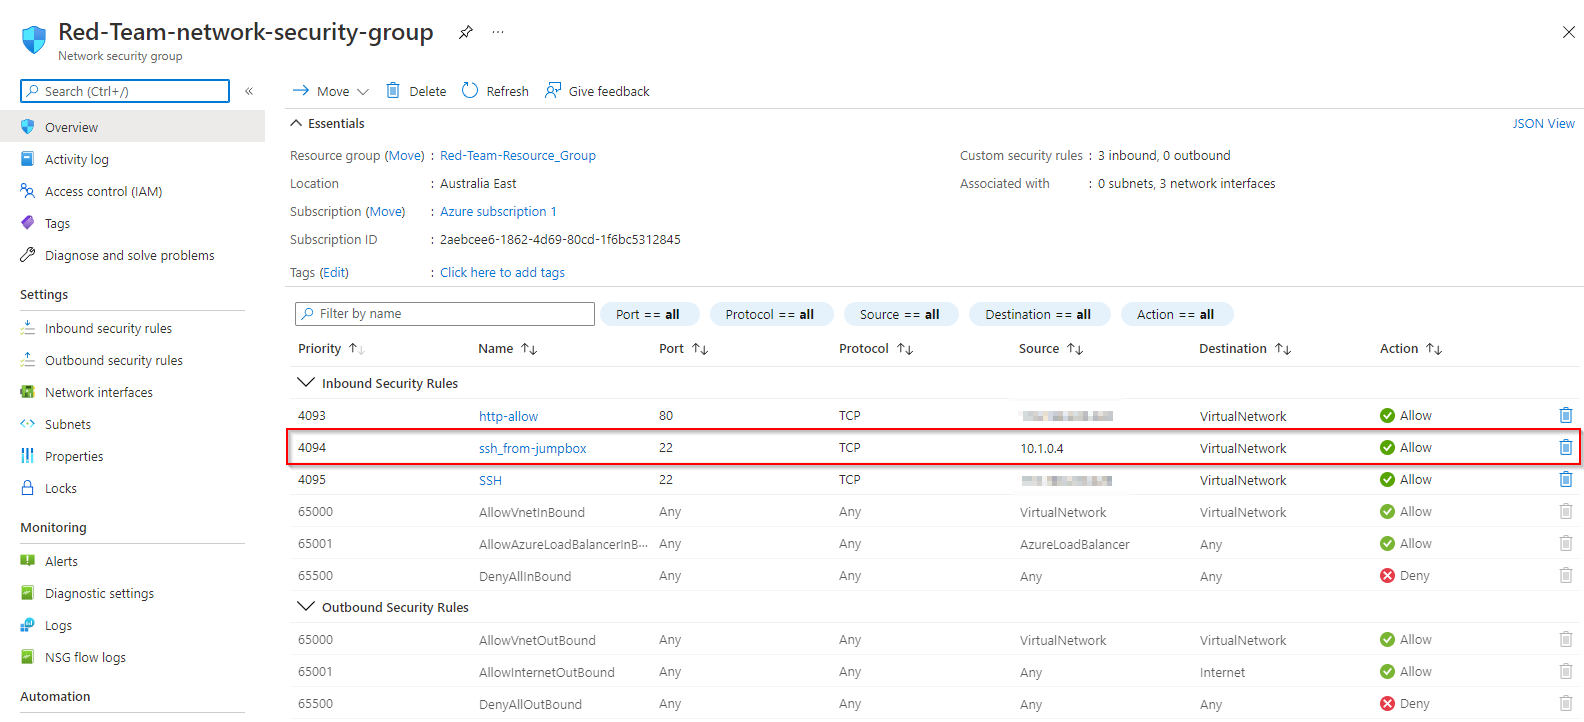 Red-Team-network-security-group ···
Network security group
Search (Ctrl+/) «
Move Delete Refresh Give feedback
Overview
Activity log
Access control (IAM)
Tags
Diagnose and solve problems
Settings
Inbound security rules
Outbound security rules
Network interfaces
Subnets
Properties
Locks
Monitoring
Alerts
Diagnostic settings
Logs
NSG flow logs
Automation
Essentials JSON View
Resource group (Move) : Red-Team-Resource_Group
Location : Australia East
Subscription (Move) : Azure subscription 1
Subscription ID : 2aebcee6-1862-4d69-80cd-1f6bc5312845
Tags (Edit) : Click here to add tags
Custom security rules : 3 inbound, 0 outbound
Associated with : 0 subnets, 3 network interfaces
Filter by name Port == all Protocol == all Source == all Destination == all Action == all
Priority ↑↓ Name ↑↓ Port ↑↓ Protocol ↑↓ Source ↑↓ Destination ↑↓ Action ↑↓
Inbound Security Rules
4093 http-allow 80 TCP VirtualNetwork Allow
4094 ssh_from-jumpbox 22 TCP 10.1.0.4 VirtualNetwork Allow
4095 SSH 22 TCP VirtualNetwork Allow
65000 AllowVnetInBound Any Any VirtualNetwork VirtualNetwork Allow
65001 AllowAzureLoadBalancerInB··· Any Any AzureLoadBalancer Any Allow
65500 DenyAllInBound Any Any Any Any Deny
Outbound Security Rules
65000 AllowVnetOutBound Any Any VirtualNetwork VirtualNetwork Allow
65001 AllowInternetOutBound Any Any Any Internet Allow
65500 DenyAllOutBound Any Any Any Any Deny